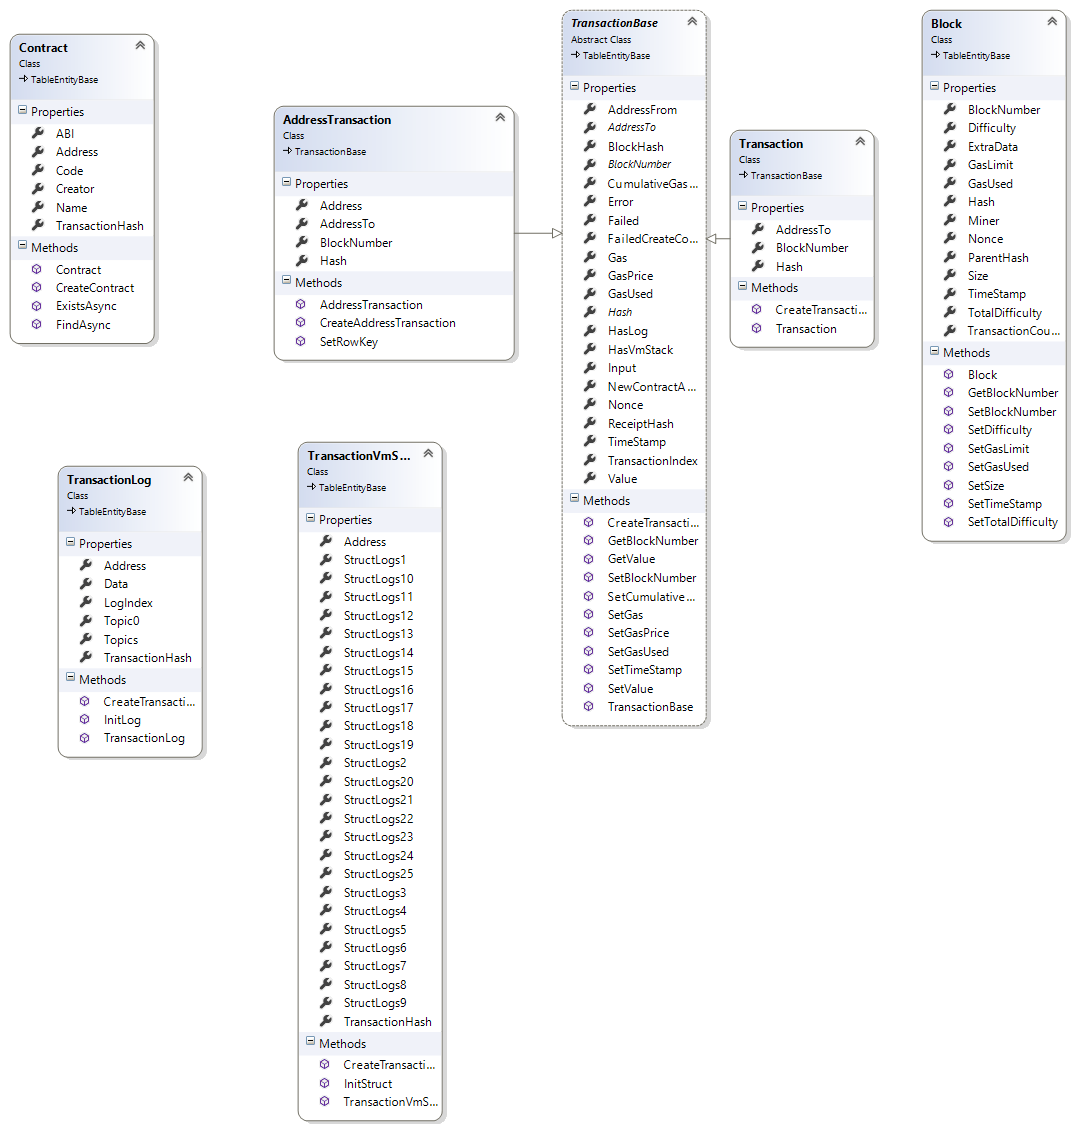 Contract
Class
TableEntityBase
Properties
ABI
Address
Code
Creator
Name
TransactionHash
Methods
Contract
CreateContract
ExistsAsync
FindAsync
AddressTransaction
Class
TransactionBase
Properties
Address
AddressTo
BlockNumber
Hash
Methods
AddressTransaction
CreateAddressTransaction
SetRowKey
TransactionBase
Abstract Class
TableEntityBase
Properties
AddressFrom
AddressTo
BlockHash
BlockNumber
CumulativeGas...
Error
Failed
FailedCreateCo...
Gas
GasPrice
GasUsed
Hash
HasLog
HasVmStack
Input
NewContractA...
Nonce
ReceiptHash
TimeStamp
TransactionIndex
Value
Methods
CreateTransacti...
GetBlockNumber
GetValue
SetBlockNumber
SetCumulative...
SetGas
SetGasPrice
SetGasUsed
SetTimeStamp
SetValue
TransactionBase
Transaction
Class
TransactionBase
Properties
AddressTo
BlockNumber
Hash
Methods
CreateTransacti...
Transaction
Block
Class
TableEntityBase
Properties
BlockNumber
Difficulty
ExtraData
GasLimit
GasUsed
Hash
Miner
Nonce
ParentHash
Size
TimeStamp
TotalDifficulty
TransactionCou...
Methods
Block
GetBlockNumber
SetBlockNumber
SetDifficulty
SetGasLimit
SetGasUsed
SetSize
SetTimeStamp
SetTotalDifficulty
TransactionLog
Class
TableEntityBase
Properties
Address
Data
LogIndex
Topic0
Topics
TransactionHash
Methods
CreateTransacti...
InitLog
TransactionLog
TransactionVmS...
Class
TableEntityBase
Properties
Address
StructLogs1
StructLogs10
StructLogs11
StructLogs12
StructLogs13
StructLogs14
StructLogs15
StructLogs16
StructLogs17
StructLogs18
StructLogs19
StructLogs2
StructLogs20
StructLogs21
StructLogs22
StructLogs23
StructLogs24
StructLogs25
StructLogs3
StructLogs4
StructLogs5
StructLogs6
StructLogs7
StructLogs8
StructLogs9
TransactionHash
Methods
CreateTransacti...
InitStruct
TransactionVmS...